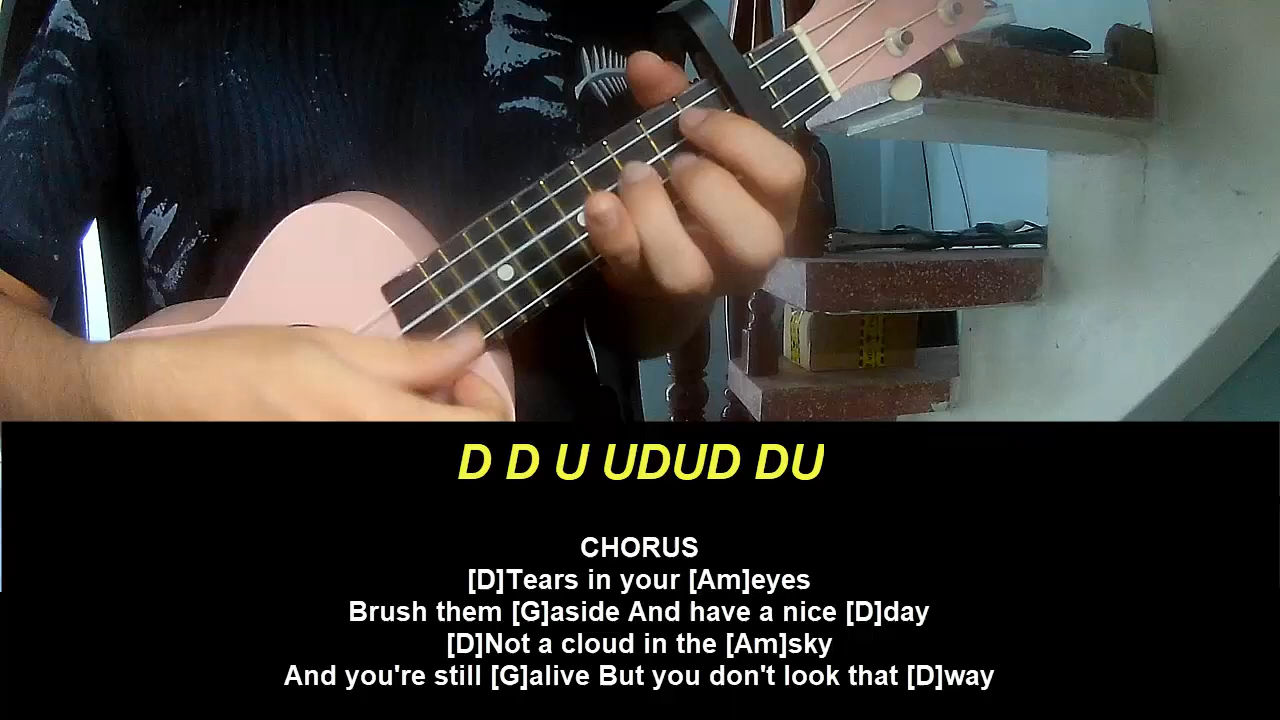 D D U UDUD DU
CHORUS
[D]Tears in your [Am]eyes
Brush them [G]aside And have a nice [D]day
[D]Not a cloud in the [Am]sky
And you're still [G]alive But you don't look that [D]way